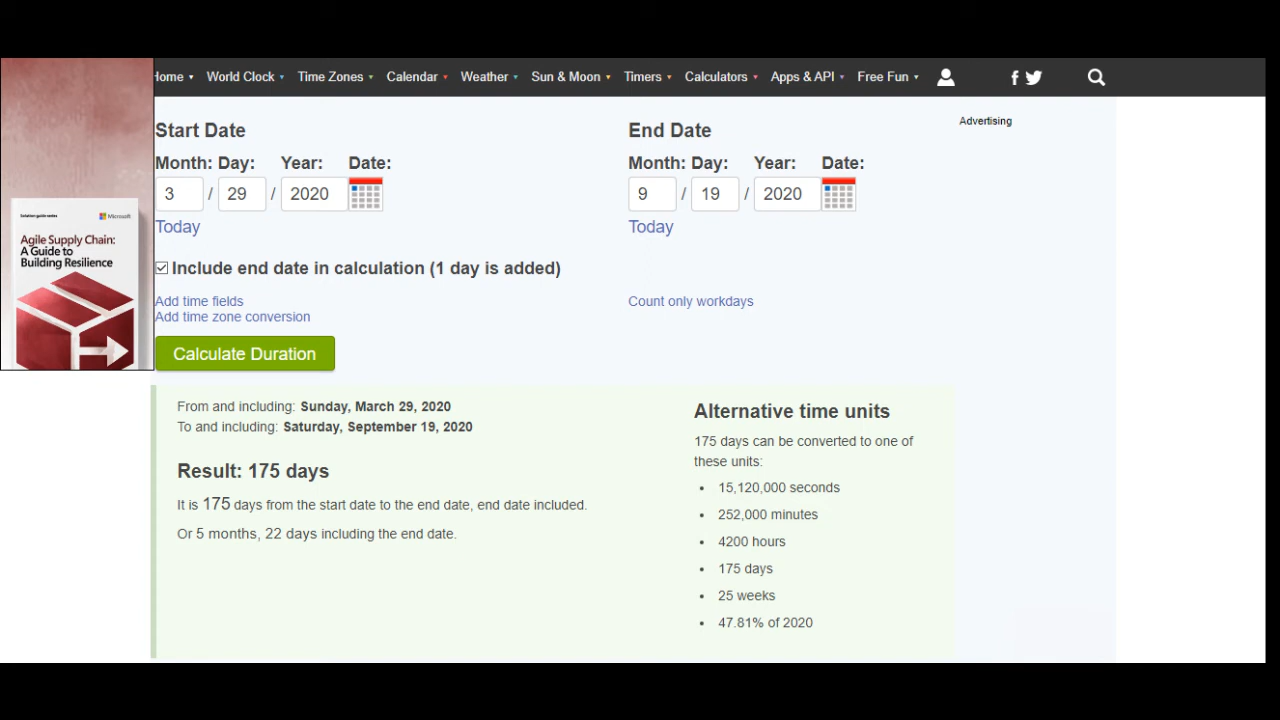 Home World Clock Time Zones Calendar Weather Sun & Moon Timers Calculators Apps & API Free Fun
Solution guide series Microsoft
Agile Supply Chain:
A Guide to
Building Resilience
Start Date
Month: Day: Year: Date:
3 / 29 / 2020
Today
End Date
Month: Day: Year: Date:
9 / 19 / 2020
Today
Advertising
Include end date in calculation (1 day is added)
Add time fields
Add time zone conversion
Count only workdays
Calculate Duration
From and including: Sunday, March 29, 2020
To and including: Saturday, September 19, 2020
Result: 175 days
It is 175 days from the start date to the end date, end date included.
Or 5 months, 22 days including the end date.
Alternative time units
175 days can be converted to one of
these units:
• 15,120,000 seconds
• 252,000 minutes
• 4200 hours
• 175 days
• 25 weeks
• 47.81% of 2020